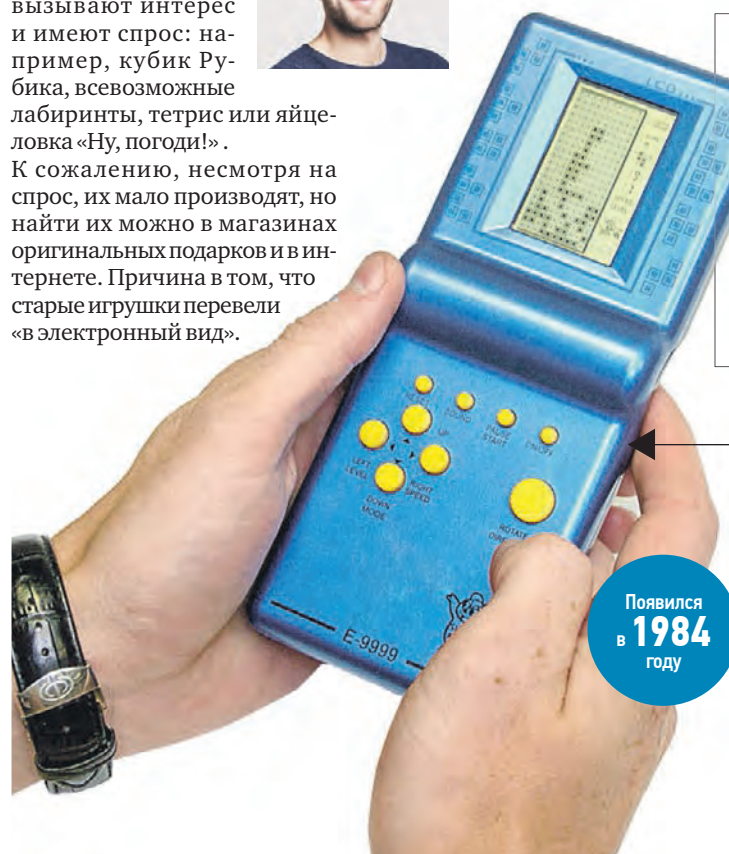 вызывают интерес
и имеют спрос: на-
пример, кубик Ру-
бика, всевозможные
лабиринты, тетрис или яйце-
ловка «Ну, погоди!» .
К сожалению, несмотря на
спрос, их мало производят, но
найти их можно в магазинах
оригинальных подарков и в ин-
тернете. Причина в том, что
старые игрушки перевели
«в электронный вид».
LCD
RESET
SOUND
PAUSE
START
ON/OFF
UP
LEFT
LEVEL
RIGHT
SPEED
DOWN
MODE
ROTATE
E-9999
Появился
в 1984
году